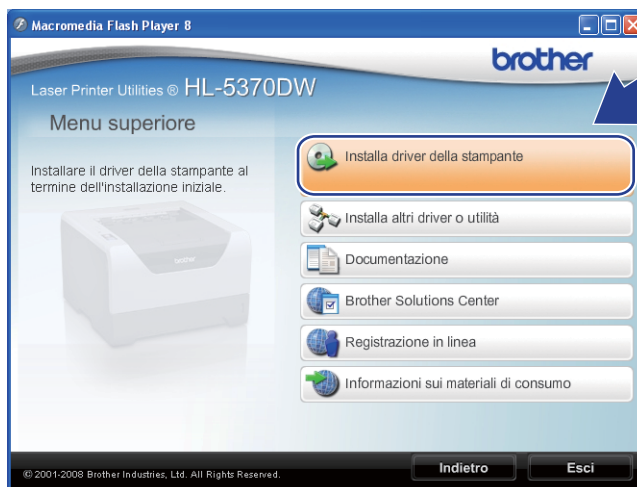 Macromedia Flash Player 8
brother
Laser Printer Utilities ® HL-5370DW
Menu superiore
Installare il driver della stampante al
termine dell'installazione iniziale.
brother
Installa driver della stampante
Installa altri driver o utilità
Documentazione
Brother Solutions Center
Registrazione in linea
Informazioni sui materiali di consumo
© 2001-2008 Brother Industries, Ltd. All Rights Reserved.
Indietro
Esci